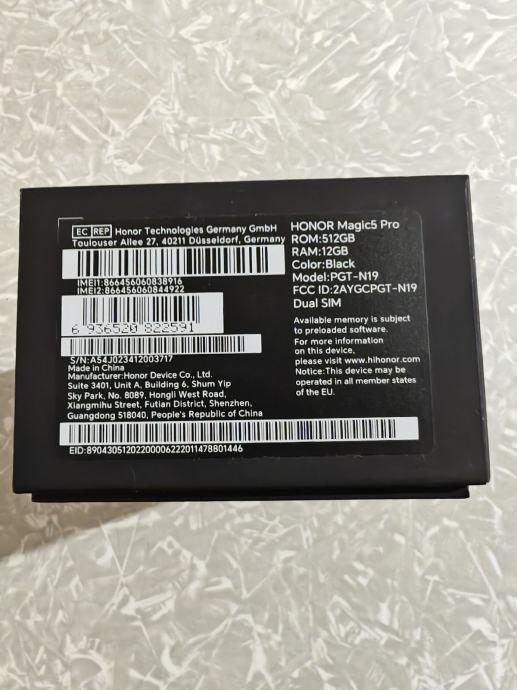 EC REP Honor Technologies Germany GmbH
Toulouser Allee 27, 40211 Düsseldorf, Germany
IMEI1:866456060838916
IMEI2:866456060844922
6 936520 822591
S/N:A54J023412003717
Made in China
Manufacturer:Honor Device Co., Ltd.
Suite 3401, Unit A, Building 6, Shum Yip
Sky Park, No. 8089, Hongli West Road,
Xiangmihu Street, Futian District, Shenzhen,
Guangdong 518040, People's Republic of China
EID:89043051202200006222011478801446
HONOR Magic5 Pro
ROM:512GB
RAM:12GB
Color:Black
Model:PGT-N19
FCC ID:2AYGCPGT-N19
Dual SIM
Available memory is subject
to preloaded software.
For more information
on this device,
please visit www.hihonor.com
Notice:This device may be
operated in all member states
of the EU.